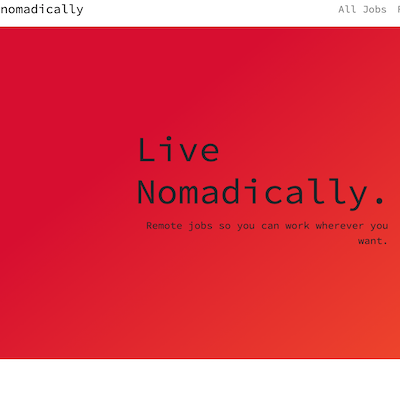 nomadically All Jobs
Live
Nomadically.
Remote jobs so you can work wherever you
want.